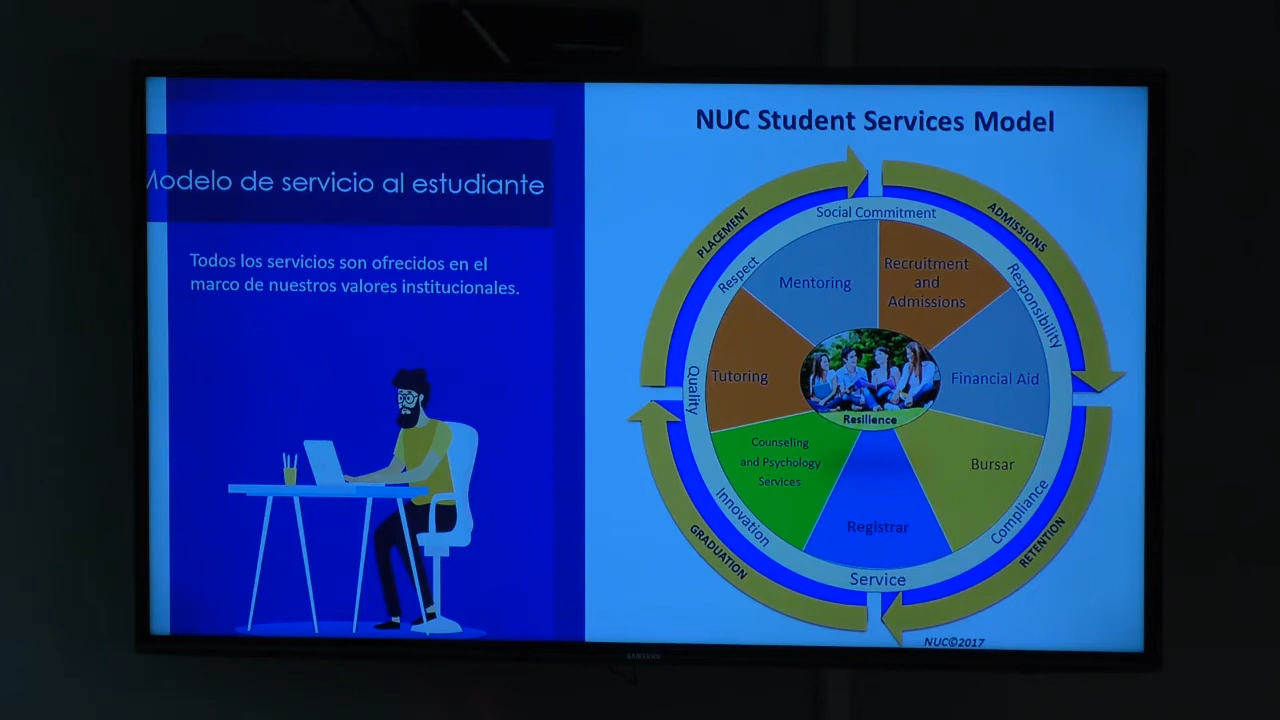 Modelo de servicio al estudiante
Todos los servicios son ofrecidos en el
marco de nuestros valores institucionales.
NUC Student Services Model
PLACEMENT
ADMISSIONS
RETENTION
GRADUATION
Social Commitment
Responsibility
Compliance
Service
Innovation
Quality
Respect
Mentoring
Recruitment
and
Admissions
Financial Aid
Bursar
Registrar
Counseling
and Psychology
Services
Tutoring
Resilience
NUC©2017
SAMSUNG